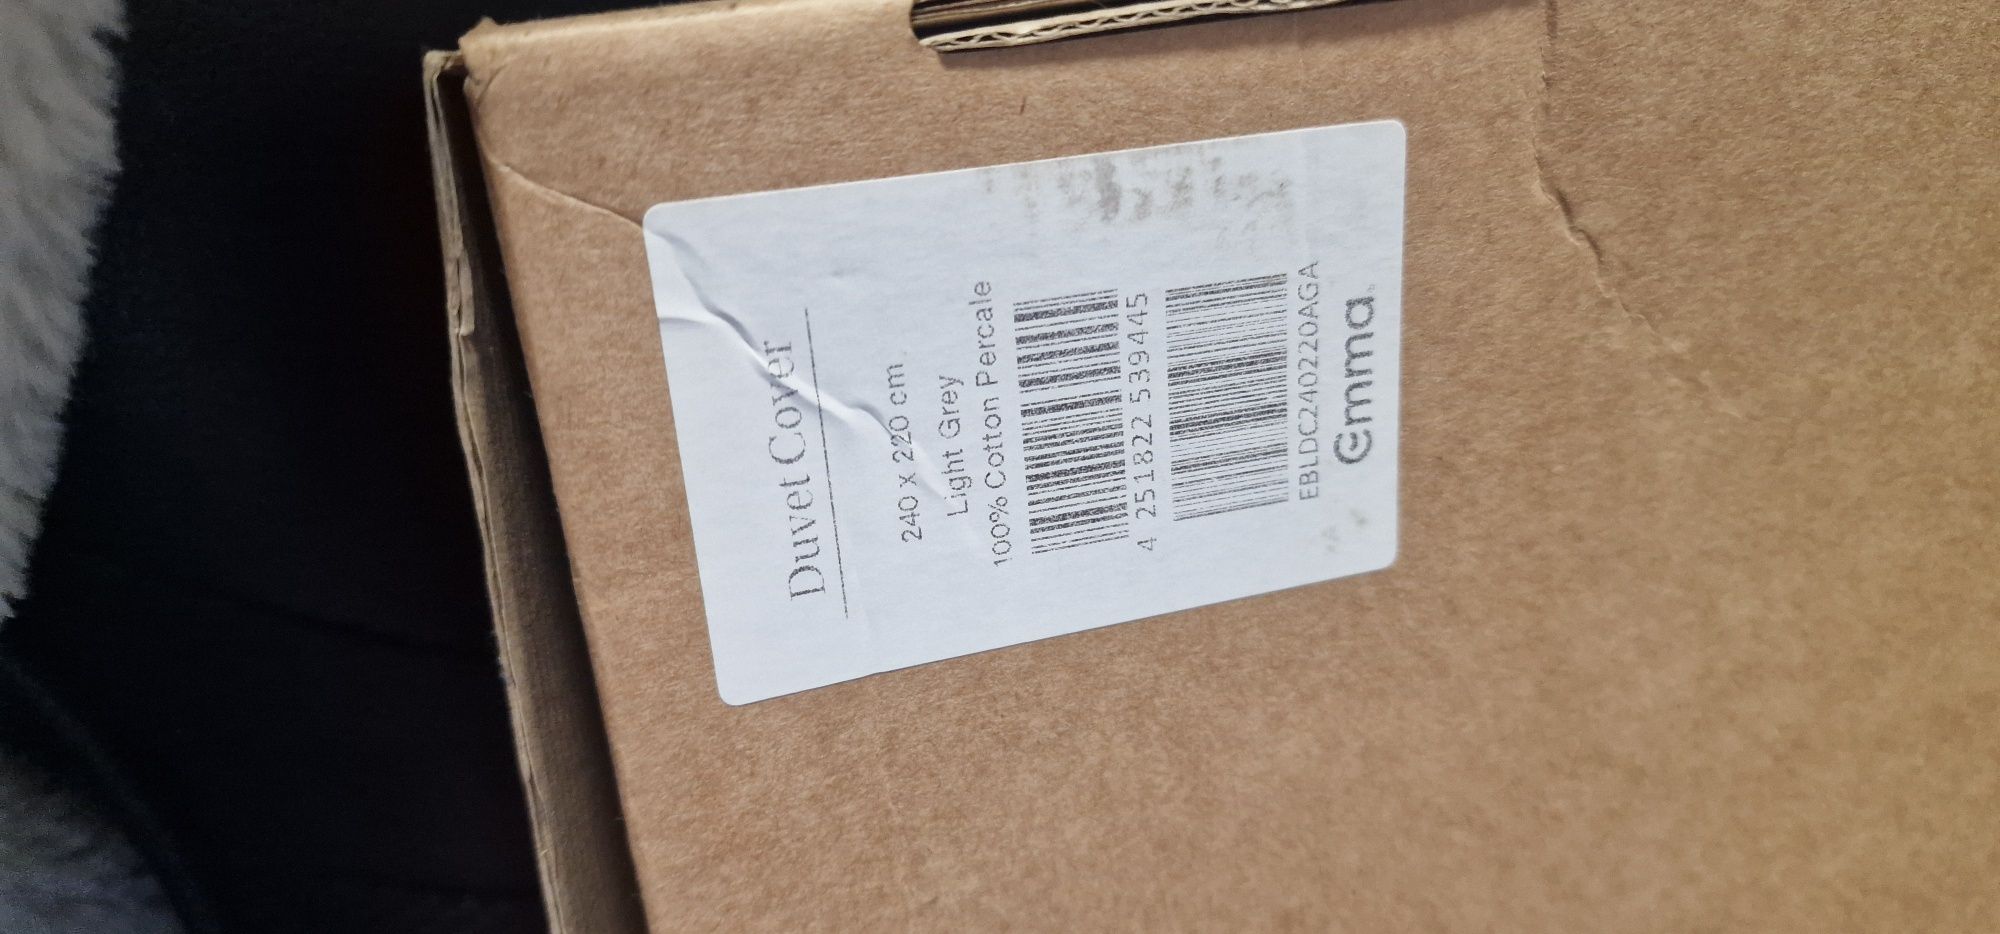 Duvet Cover
240 x 220 cm
Light Grey
100% Cotton Percale
4 251822 539445
EBLDC240220AGA
emma